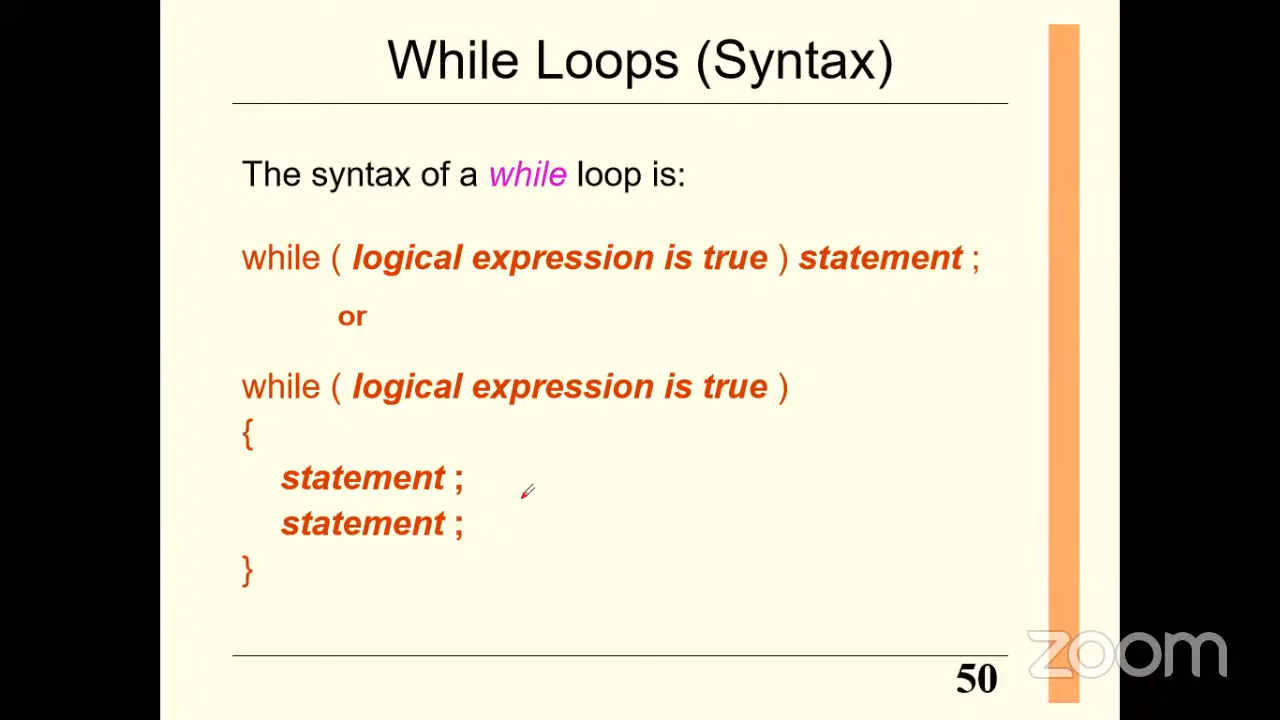 While Loops (Syntax)
The syntax of a while loop is:
while ( logical expression is true ) statement ;
or
while ( logical expression is true )
{
statement ;
statement ;
}
50
zoom